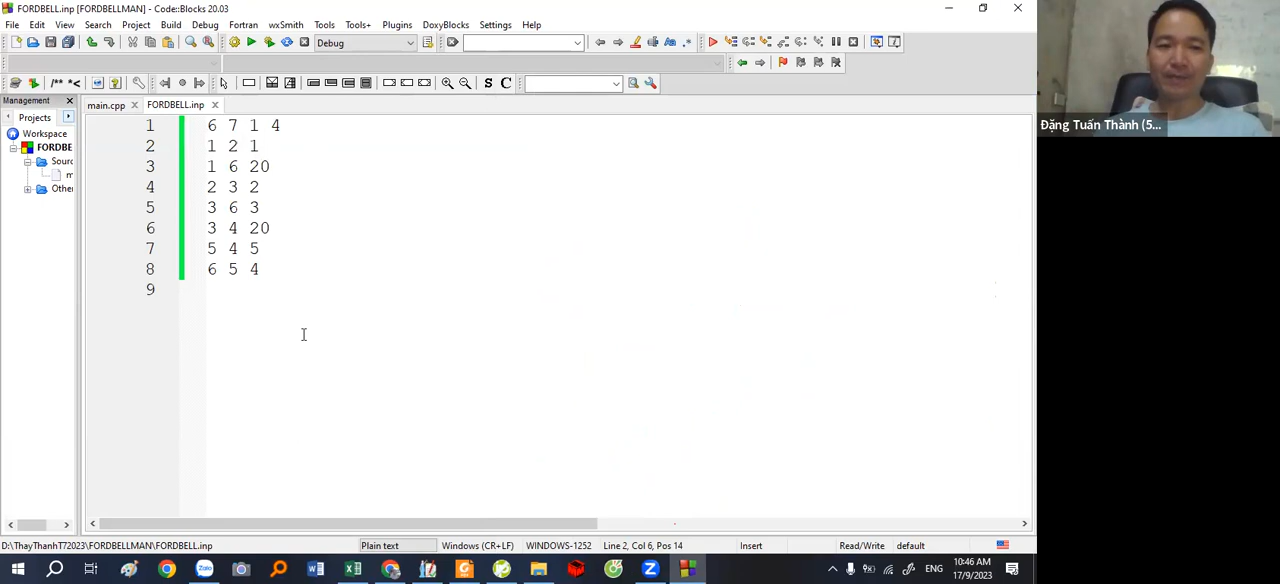 FORDBELL.inp [FORDBELLMAN] - Code::Blocks 20.03
File Edit View Search Project Build Debug Fortran wxSmith Tools Tools+ Plugins DoxyBlocks Settings Help
Debug
/** *< S C
Management
main.cpp FORDBELL.inp
Projects
Workspace
FORDBE
Sourc
m
Other
1 6 7 1 4
2 1 2 1
3 1 6 20
4 2 3 2
5 3 6 3
6 3 4 20
7 5 4 5
8 6 5 4
9
Đặng Tuấn Thành (5...
D:\ThayThanhT72023\FORDBELLMAN\FORDBELL.inp Plain text Windows (CR+LF) WINDOWS-1252 Line 2, Col 6, Pos 14 Insert Read/Write default
Zalo
ENG
10:46 AM
17/9/2023